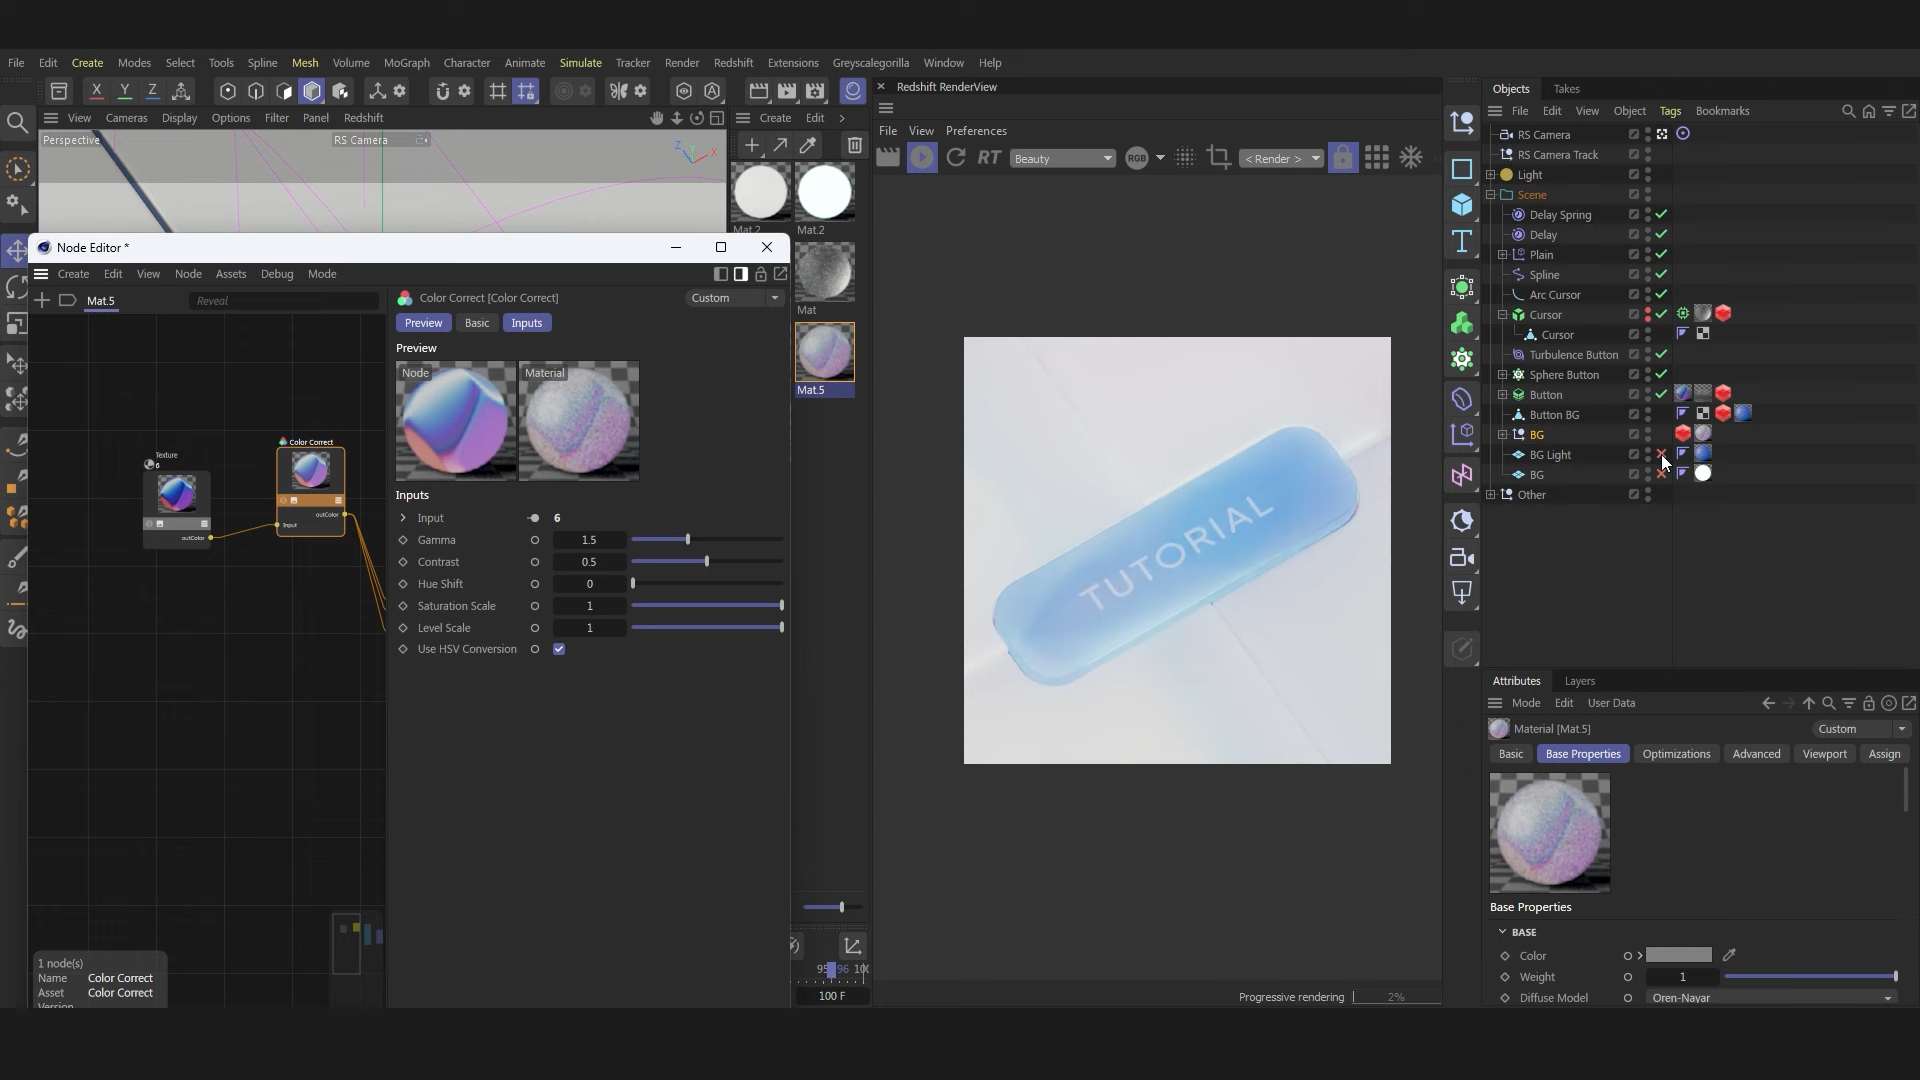 File Edit Create Modes Select Tools Spline Mesh Volume MoGraph Character Animate Simulate Tracker Render Redshift Extensions Greyscalegorilla Window Help
X Y Z
Redshift RenderView
Objects Takes
View Cameras Display Options Filter Panel Redshift
Create Edit
File Edit View Object Tags Bookmarks
Perspective
RS Camera
Z Y X
File View Preferences
RT Beauty RGB < Render >
RS Camera
RS Camera Track
Light
Scene
Delay Spring
Delay
Plain
Spline
Arc Cursor
Cursor
Cursor
Turbulence Button
Sphere Button
Button
Button BG
BG
BG Light
BG
Other
Mat.2 Mat.2
Mat
Mat.5
Node Editor *
Create Edit View Node Assets Debug Mode
Mat.5
Reveal
Color Correct [Color Correct]
Custom
Preview Basic Inputs
Preview
Node Material
Inputs
Input 6
Gamma 1.5
Contrast 0.5
Hue Shift 0
Saturation Scale 1
Level Scale 1
Use HSV Conversion
Texture
6
outColor
Color Correct
outColor
Input
1 node(s)
Name Color Correct
Asset Color Correct
Version
TUTORIAL
95 96 10
100 F
Progressive rendering 2%
Attributes Layers
Mode Edit User Data
Material [Mat.5]
Custom
Basic Base Properties Optimizations Advanced Viewport Assign
Base Properties
BASE
Color
Weight 1
Diffuse Model Oren-Nayar